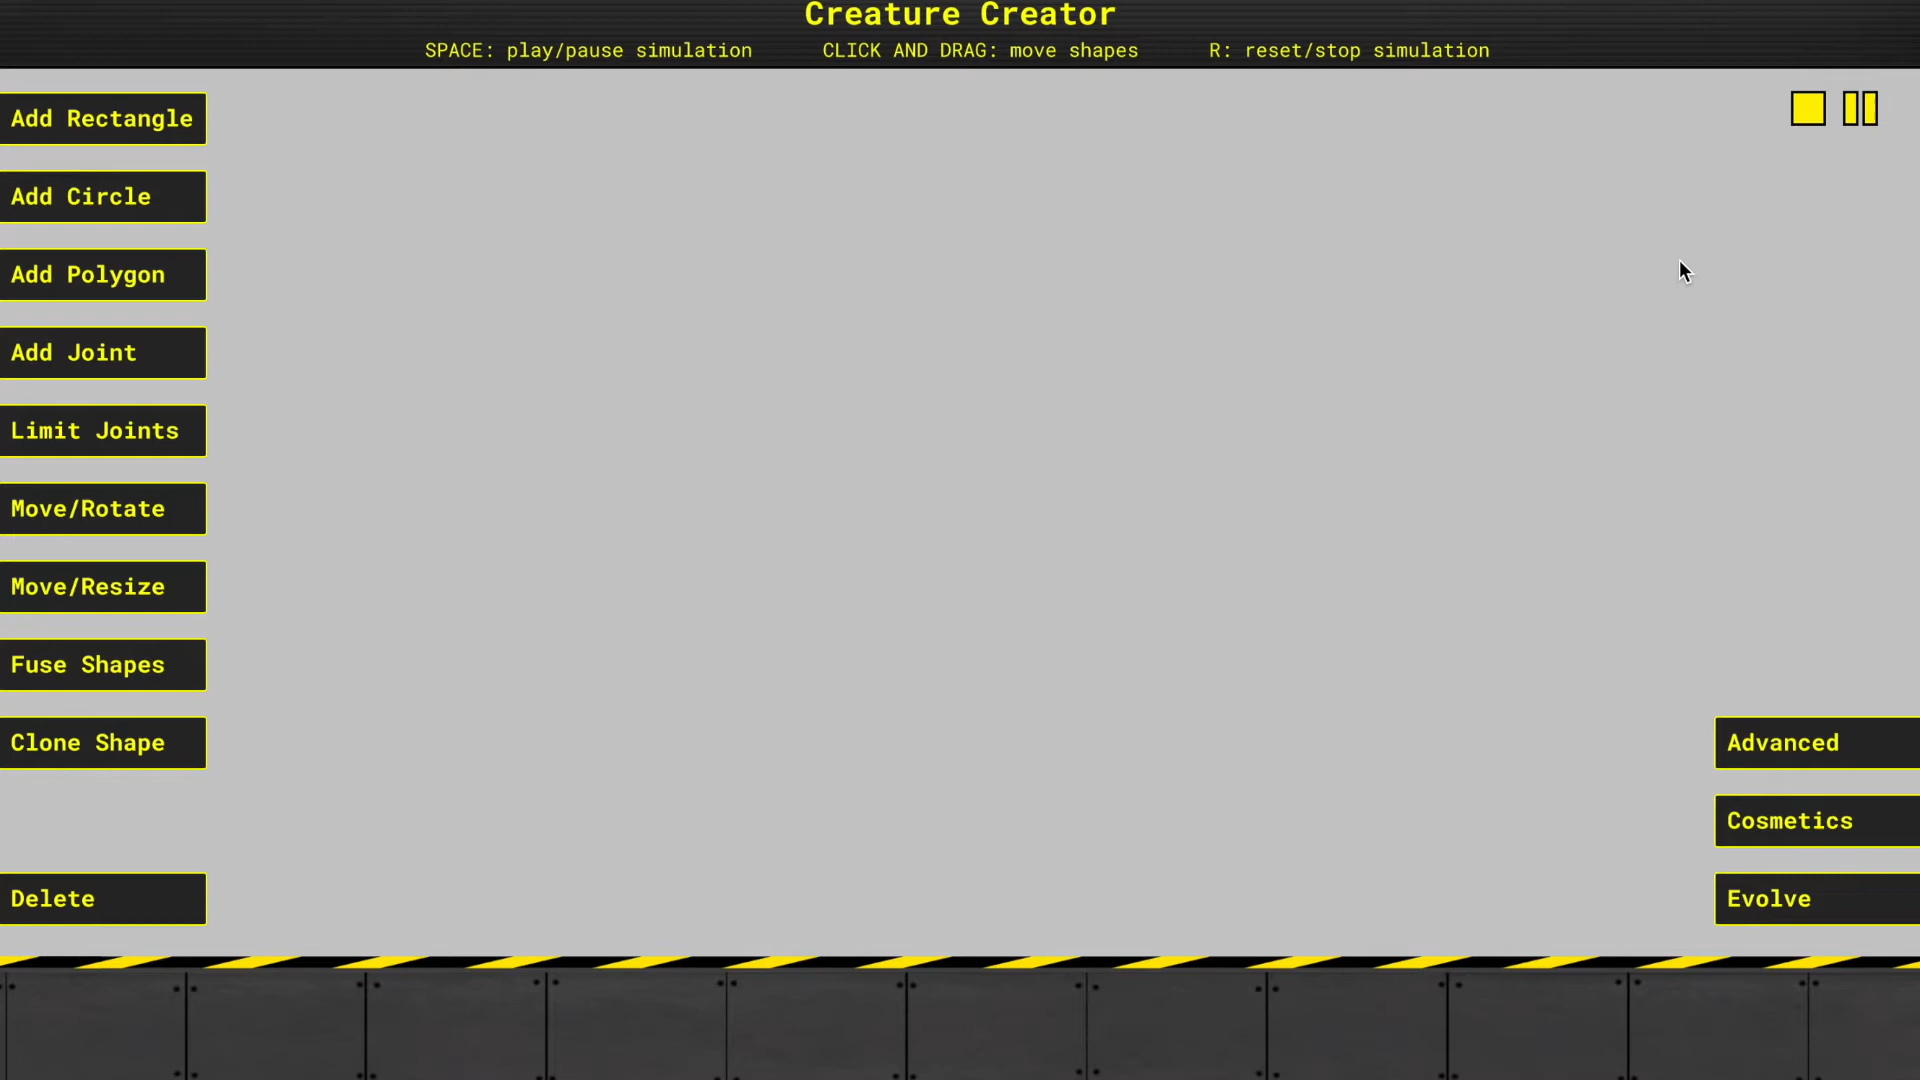 Creature Creator
SPACE: play/pause simulation CLICK AND DRAG: move shapes R: reset/stop simulation
Add Rectangle
Add Circle
Add Polygon
Add Joint
Limit Joints
Move/Rotate
Move/Resize
Fuse Shapes
Clone Shape
Delete
Advanced
Cosmetics
Evolve